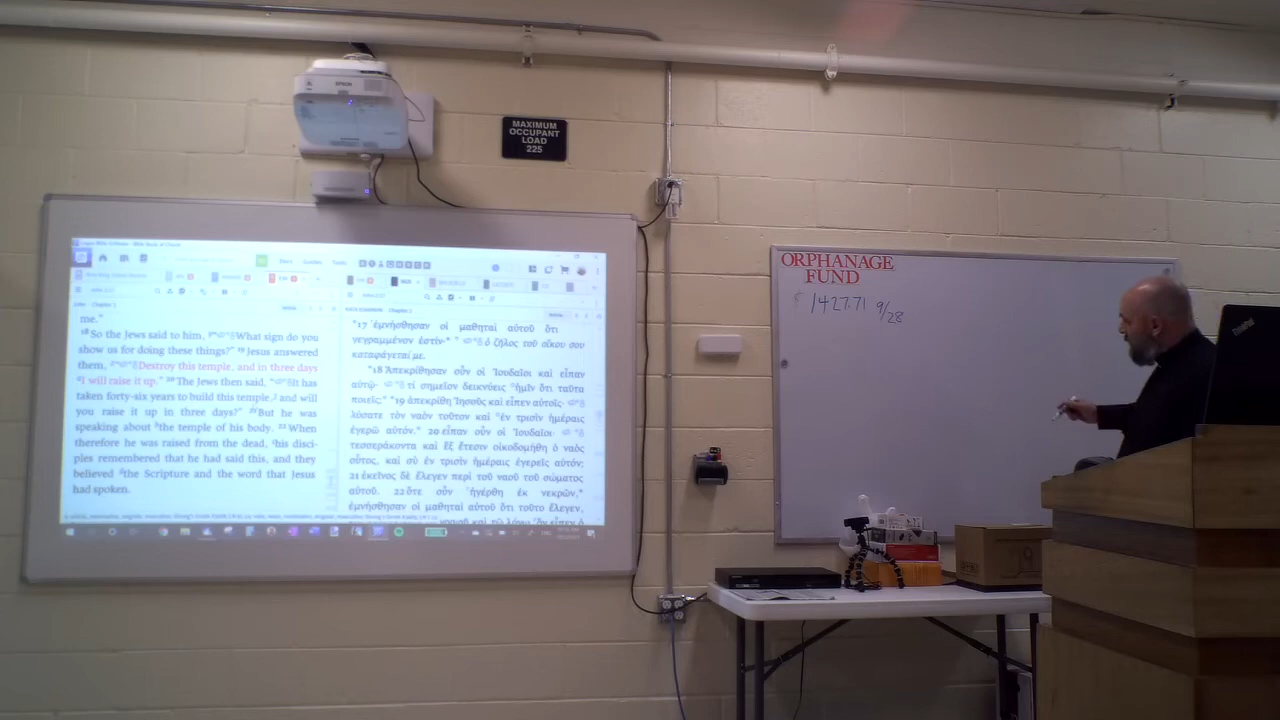 EPSON
MAXIMUM
OCCUPANT
LOAD
225
ORPHANAGE
FUND
1427.71 9/28
ThinkPad
Guides
me."
18 So the Jews said to him, What sign do you
show us for doing these things?" 19 Jesus answered
them, Destroy this temple, and in three days
I will raise it up." 20 The Jews then said, "It has
taken forty-six years to build this temple, and will
you raise it up in three days?" 21 But he was
speaking about the temple of his body. 22 When
therefore he was raised from the dead, his disci-
ples remembered that he had said this, and they
believed the Scripture and the word that Jesus
had spoken.
"17 ἐμνήσθησαν οἱ μαθηταὶ αὐτοῦ ὅτι
γεγραμμένον ἐστίν· ὁ ζῆλος τοῦ οἴκου σου
καταφάγεταί με.
"18 Ἀπεκρίθησαν οὖν οἱ Ἰουδαῖοι καὶ εἶπαν
αὐτῷ· τί σημεῖον δεικνύεις ἡμῖν ὅτι ταῦτα
ποιεῖς; "19 ἀπεκρίθη Ἰησοῦς καὶ εἶπεν αὐτοῖς·
λύσατε τὸν ναὸν τοῦτον καὶ ἐν τρισὶν ἡμέραις
ἐγερῶ αὐτόν. 20 εἶπαν οὖν οἱ Ἰουδαῖοι·
τεσσεράκοντα καὶ ἓξ ἔτεσιν οἰκοδομήθη ὁ ναὸς
οὗτος, καὶ σὺ ἐν τρισὶν ἡμέραις ἐγερεῖς αὐτόν;
21 ἐκεῖνος δὲ ἔλεγεν περὶ τοῦ ναοῦ τοῦ σώματος
αὐτοῦ. 22 ὅτε οὖν ἠγέρθη ἐκ νεκρῶν,
ἐμνήσθησαν οἱ μαθηταὶ αὐτοῦ ὅτι τοῦτο ἔλεγεν,